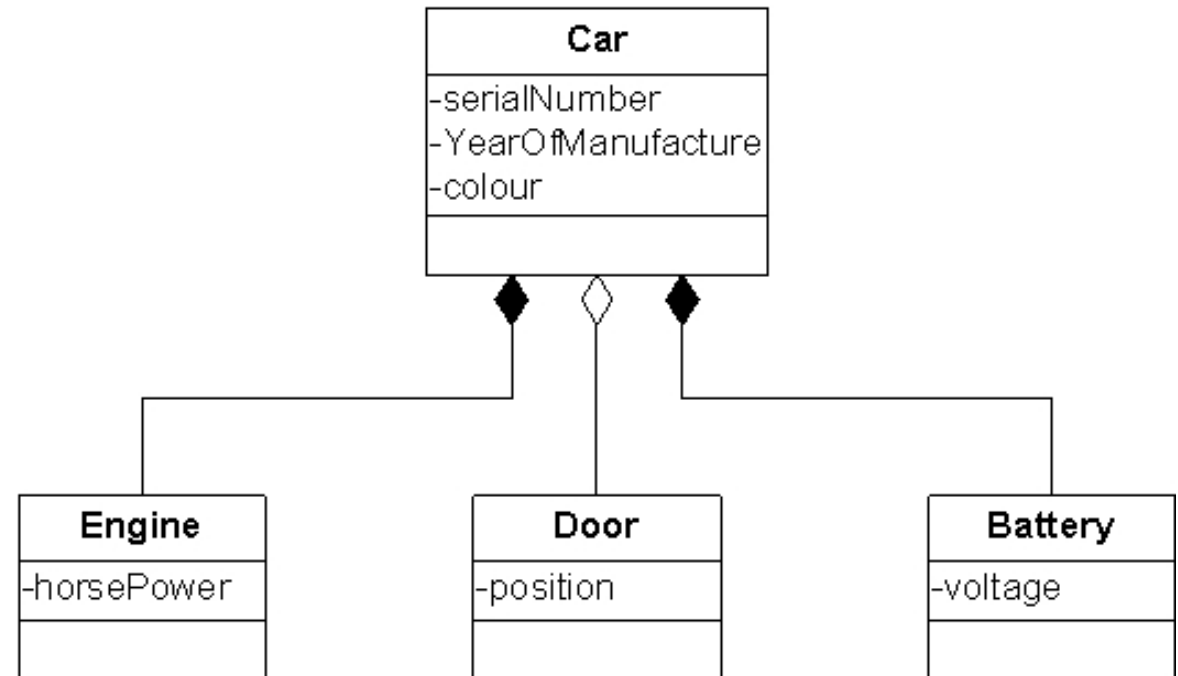 Car
-serialNumber
-YearOfManufacture
-colour
Engine
-horsePower
Door
-position
Battery
-voltage